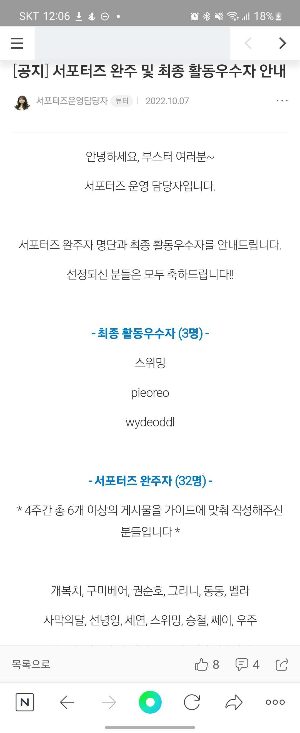 SKT 12:06
18%
[공지] 서포터즈 완주 및 최종 활동우수자 안내
서포터즈운영담당자 뷰티 2022.10.07
안녕하세요, 부스터 여러분~
서포터즈 운영 담당자입니다.
서포터즈 완주자 명단과 최종 활동우수자를 안내드립니다.
선정되신 분들은 모두 축하드립니다!!
- 최종 활동우수자 (3명) -
스위밍
pieoreo
wydeoddl
- 서포터즈 완주자 (32명) -
* 4주간 총 6개 이상의 게시물을 가이드에 맞춰 작성해주신
분들입니다 *
개복치, 구미베어, 권순호, 그리니, 동동, 멜라
사막의달, 선녕잉, 세연, 스위밍, 승철, 쎄이, 우주
목록으로 8 4
N